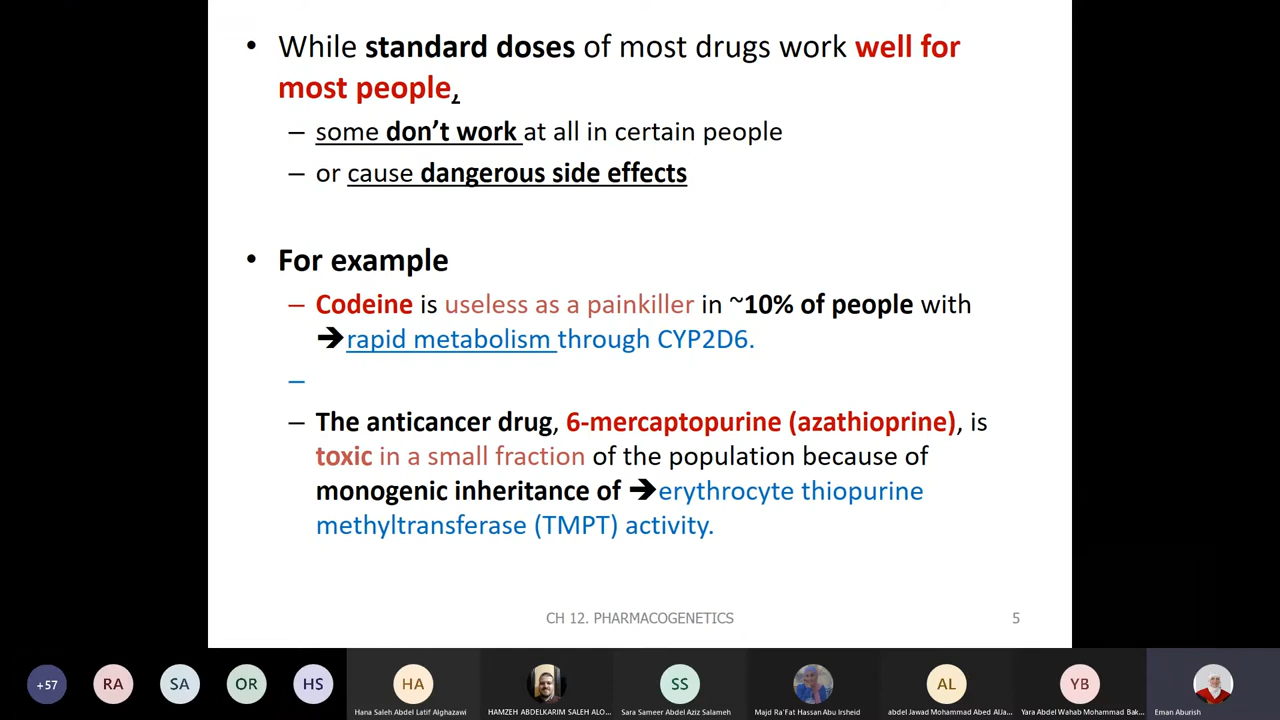 • While standard doses of most drugs work well for
most people,
– some don’t work at all in certain people
– or cause dangerous side effects
• For example
– Codeine is useless as a painkiller in ~10% of people with
➔rapid metabolism through CYP2D6.
–
– The anticancer drug, 6-mercaptopurine (azathioprine), is
toxic in a small fraction of the population because of
monogenic inheritance of ➔erythrocyte thiopurine
methyltransferase (TMPT) activity.
CH 12. PHARMACOGENETICS
5
+57
RA
SA
OR
HS
HA
SS
AL
YB
Hana Saleh Abdel Latif Alghazawi
HAMZEH ABDELKARIM SALEH ALO...
Sara Sameer Abdel Aziz Salameh
Majd Ra'Fat Hassan Abu Irsheid
abdel Jawad Mohammad Abed AlJa...
Yara Abdel Wahab Mohammad Bak...
Eman Aburish